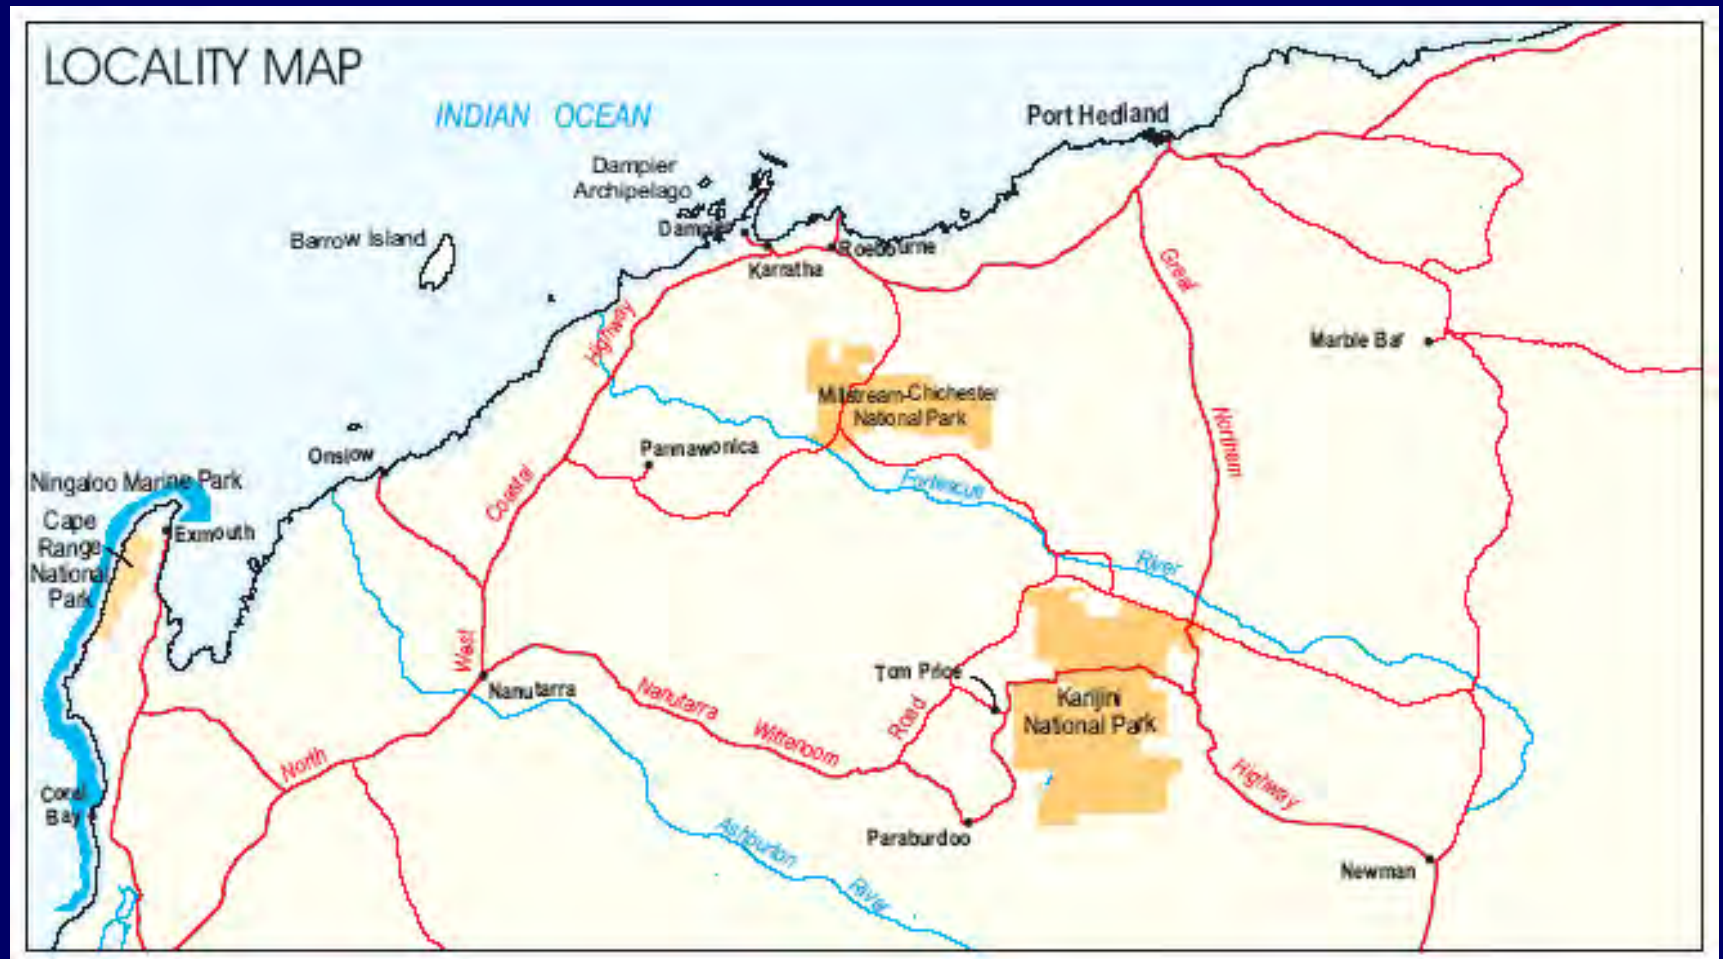 LOCALITY MAP
INDIAN OCEAN
Port Hedland
Dampier
Archipelago
Dampier
Barrow Island
Roebourne
Karratha
Great
Highway
Marble Bar
Millstream-Chichester
National Park
Northern
Onslow
Pannawonica
Ningaloo Marine Park
Coastal
Fortescue
Cape
Range
National
Park
Exmouth
River
West
Tom Price
Nanutarra
Nanutarra
Wittenoom
Road
Karijini
National Park
North
Highway
Coral
Bay
Paraburdoo
Ashburton
River
Newman